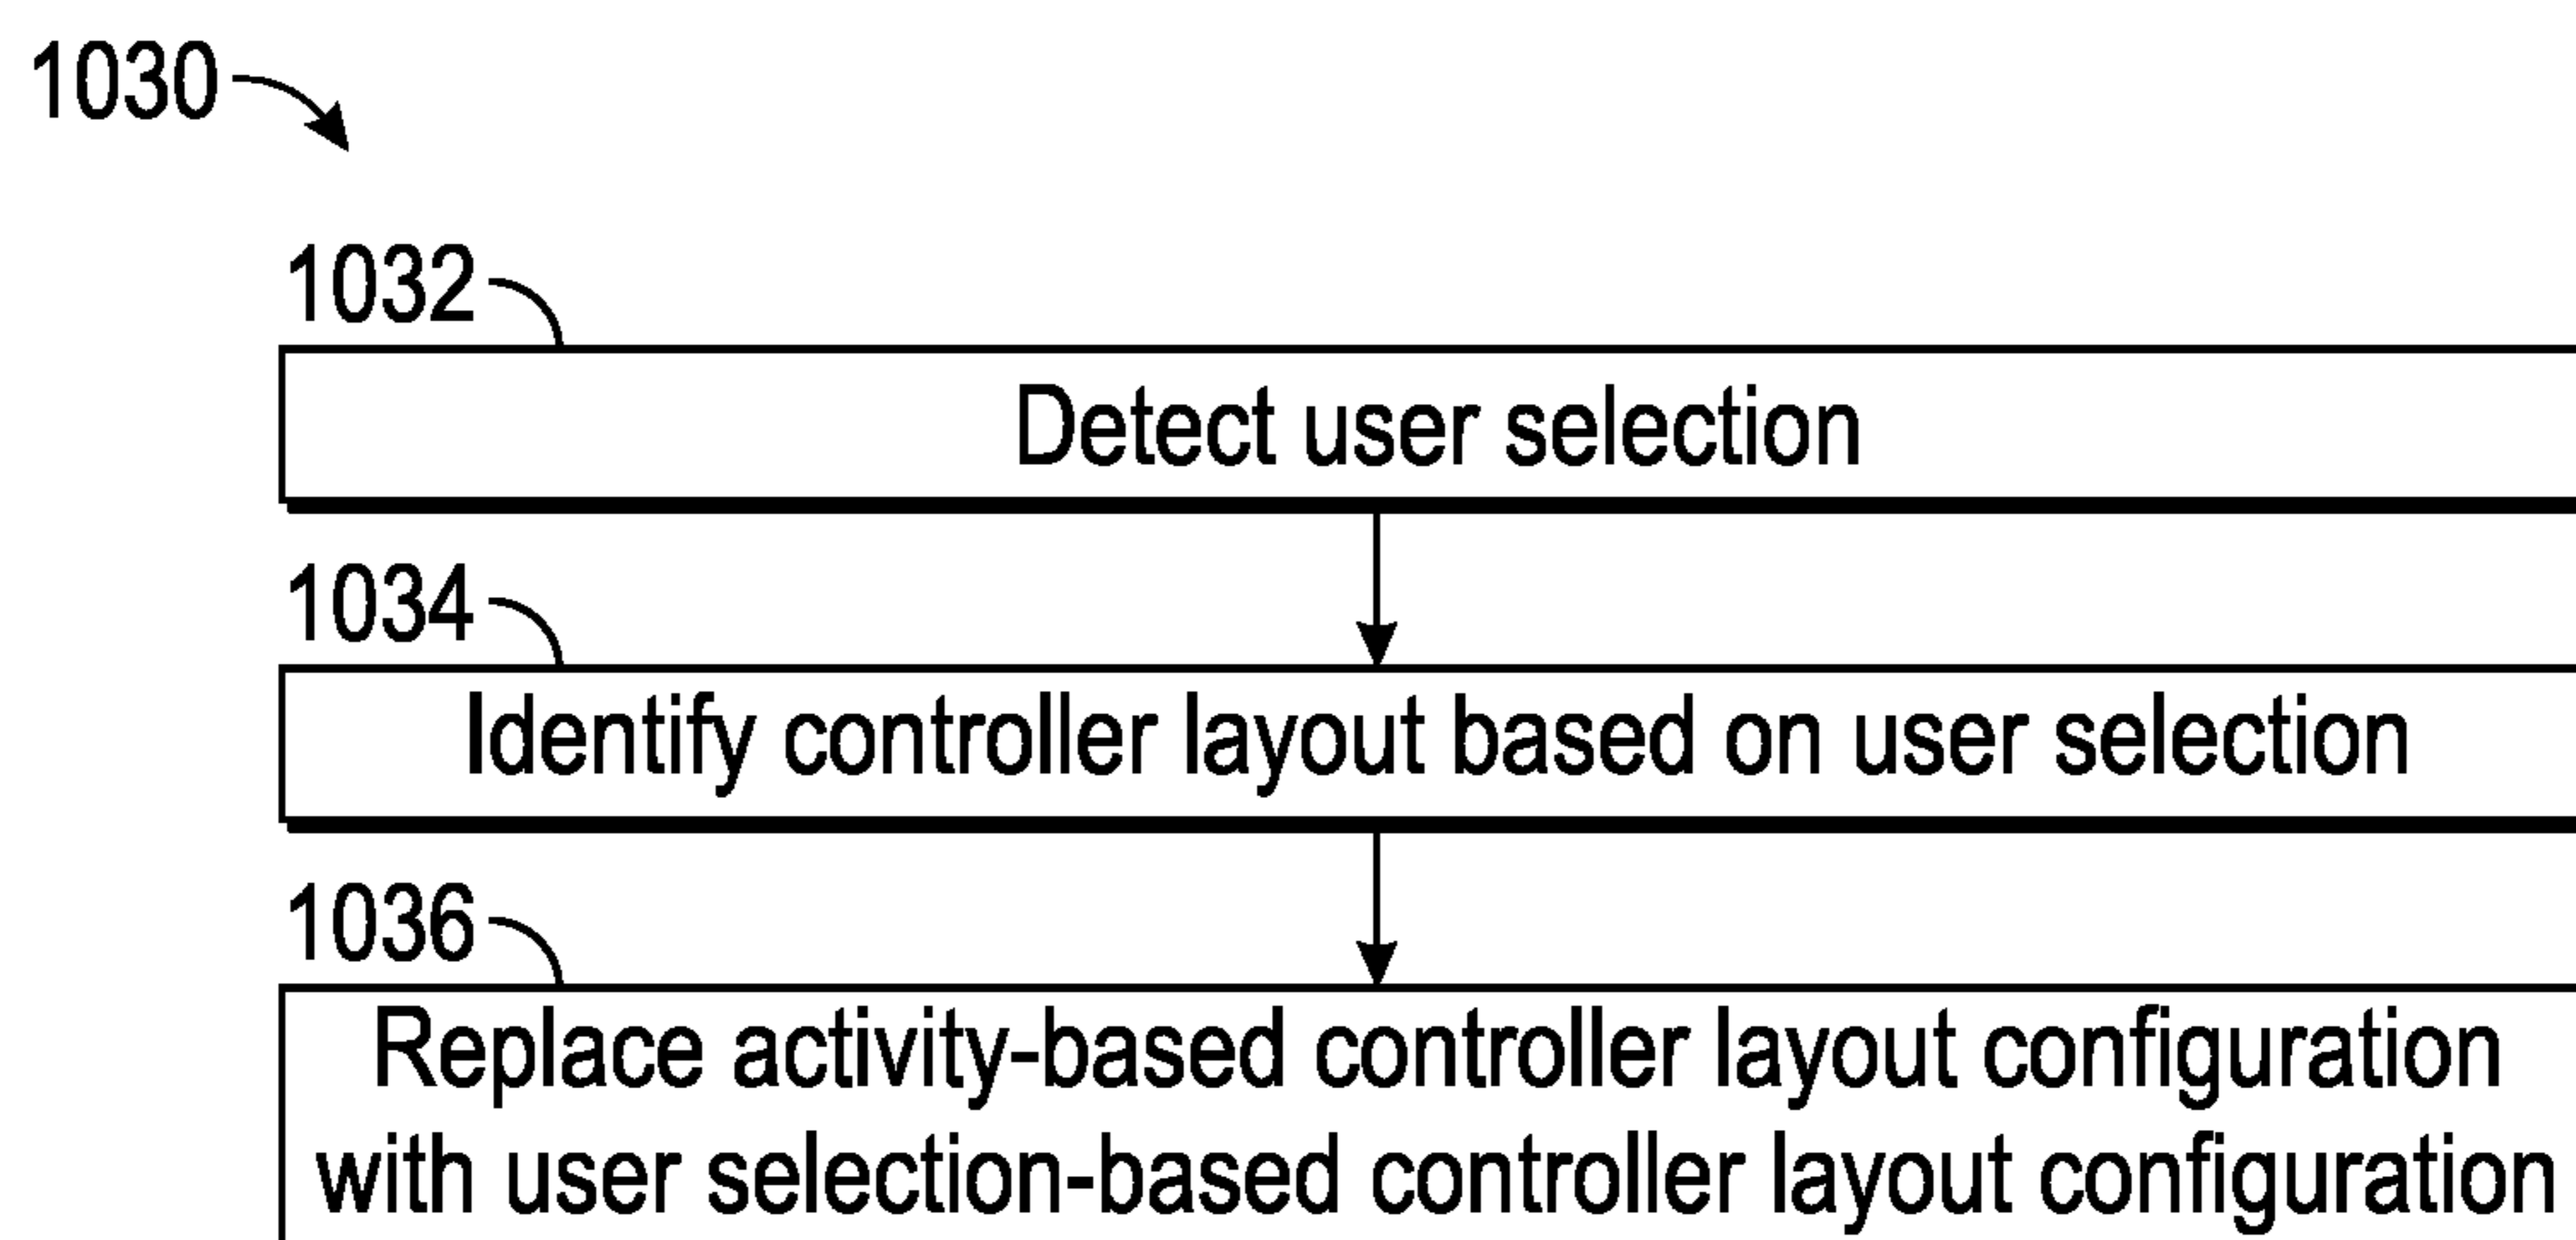 1030
1032
Detect user selection
1034
Identify controller layout based on user selection
1036
Replace activity-based controller layout configuration
with user selection-based controller layout configuration